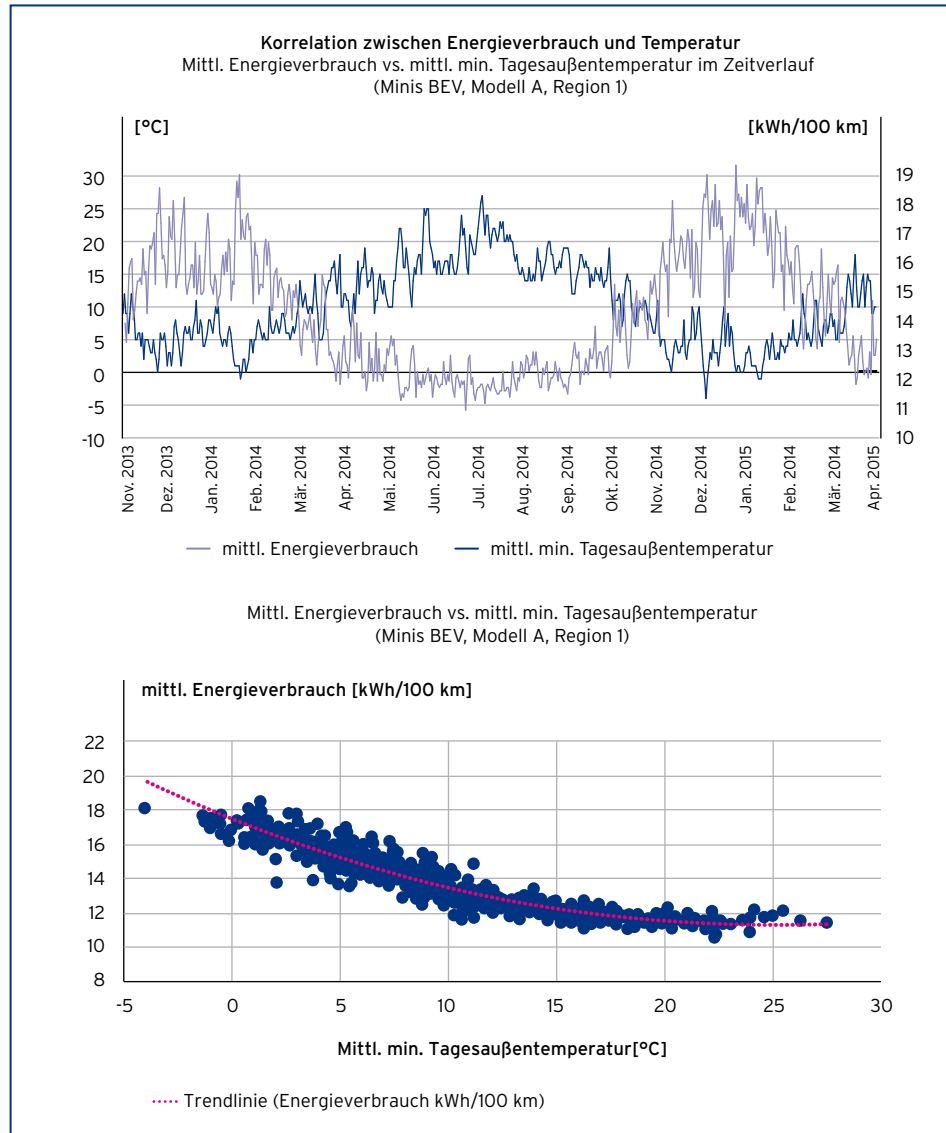 Korrelation zwischen Energieverbrauch und Temperatur
Mittl. Energieverbrauch vs. mittl. min. Tagesaußentemperatur im Zeitverlauf
(Minis BEV, Modell A, Region 1)
[°C]
[kWh/100 km]
30
25
20
15
10
5
0
-5
-10
19
18
17
16
15
14
13
12
11
10
Nov. 2013
Dez. 2013
Jan. 2014
Feb. 2014
Mär. 2014
Apr. 2014
Mai. 2014
Jun. 2014
Jul. 2014
Aug. 2014
Sep. 2014
Okt. 2014
Nov. 2014
Dez. 2014
Jan. 2015
Feb. 2014
Mär. 2014
Apr. 2015
mittl. Energieverbrauch
mittl. min. Tagesaußentemperatur
Mittl. Energieverbrauch vs. mittl. min. Tagesaußentemperatur
(Minis BEV, Modell A, Region 1)
mittl. Energieverbrauch [kWh/100 km]
22
20
18
16
14
12
10
8
-5 0 5 10 15 20 25 30
Mittl. min. Tagesaußentemperatur[°C]
Trendlinie (Energieverbrauch kWh/100 km)